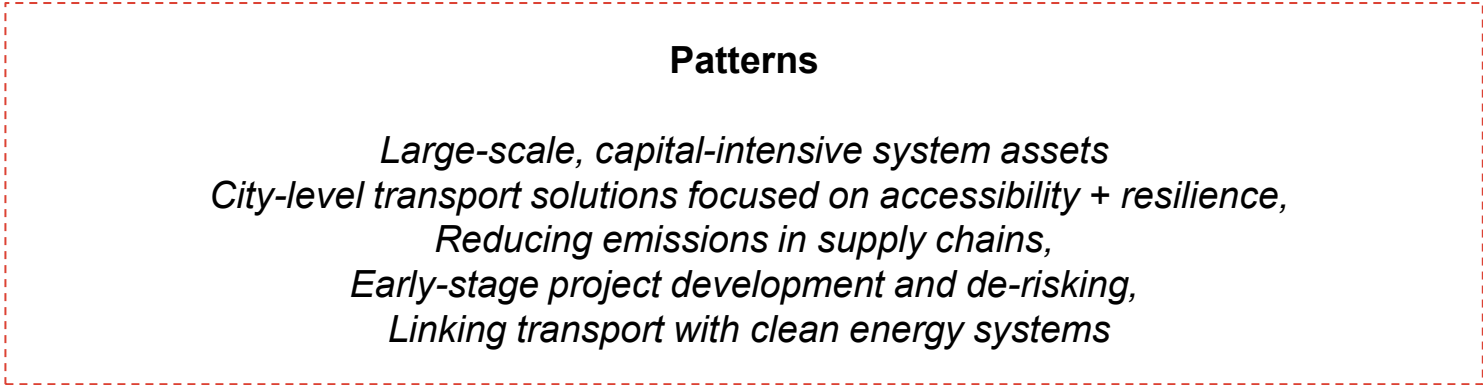 Patterns
Large-scale, capital-intensive system assets
City-level transport solutions focused on accessibility + resilience,
Reducing emissions in supply chains,
Early-stage project development and de-risking,
Linking transport with clean energy systems